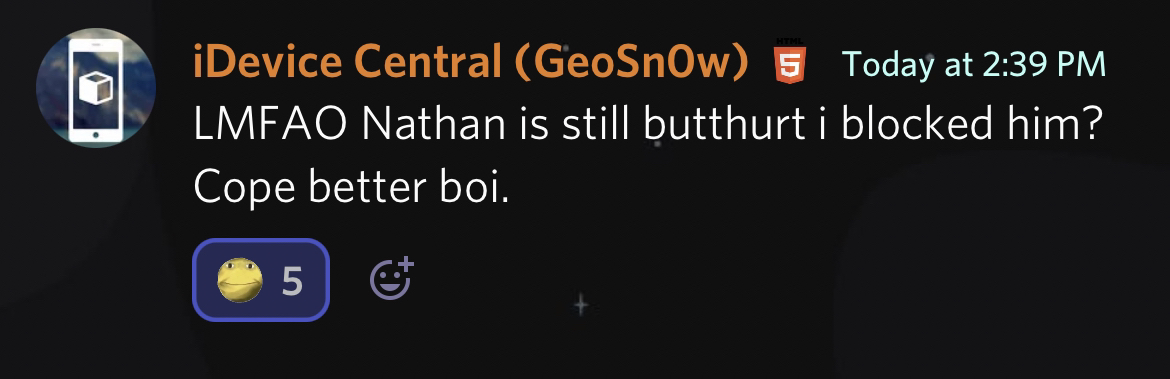 iDevice Central (GeoSn0w) HTML 5 Today at 2:39 PM
LMFAO Nathan is still butthurt i blocked him?
Cope better boi.
5